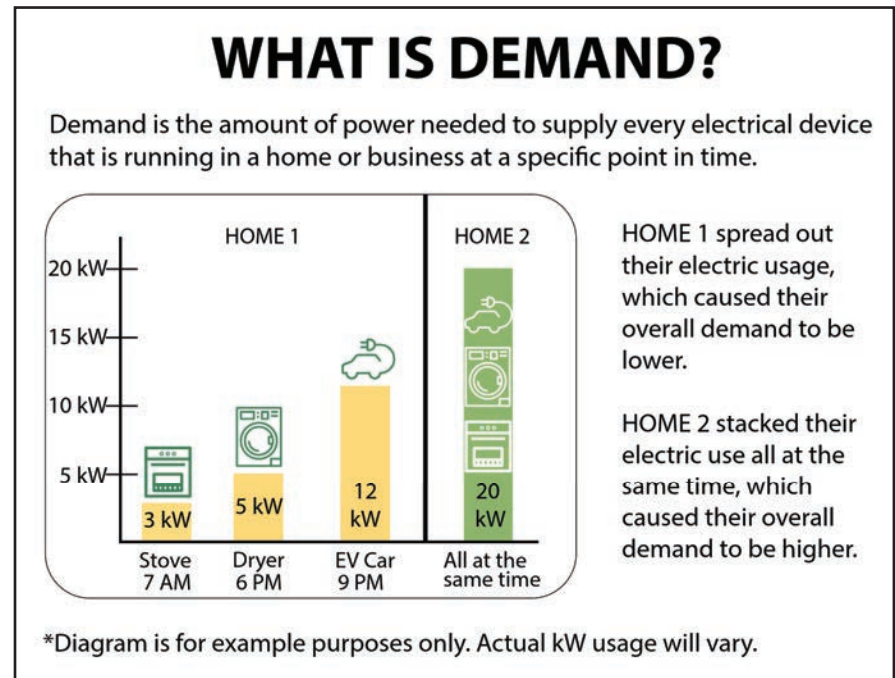 WHAT IS DEMAND?
Demand is the amount of power needed to supply every electrical device
that is running in a home or business at a specific point in time.
HOME 1
HOME 2
20 kW
15 kW
10 kW
5 kW
3 kW
5 kW
12
kW
20
kW
Stove
7 AM
Dryer
6 PM
EV Car
9 PM
All at the
same time
HOME 1 spread out
their electric usage,
which caused their
overall demand to be
lower.
HOME 2 stacked their
electric use all at the
same time, which
caused their overall
demand to be higher.
*Diagram is for example purposes only. Actual kW usage will vary.